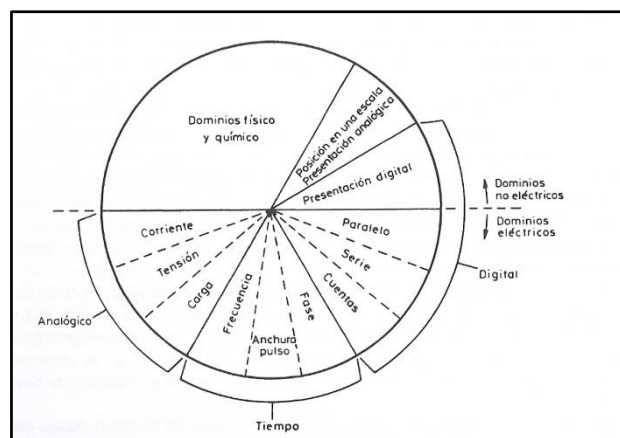 Dominios físico
y químico
Posición en una escala
Presentación analógico
Presentación digital
Dominios
no eléctricos
Dominios
eléctricos
Corriente
Tensión
Carga
Frecuencia
Anchura
pulso
Fase
Cuentas
Serie
Paralelo
Analógico
Digital
Tiempo